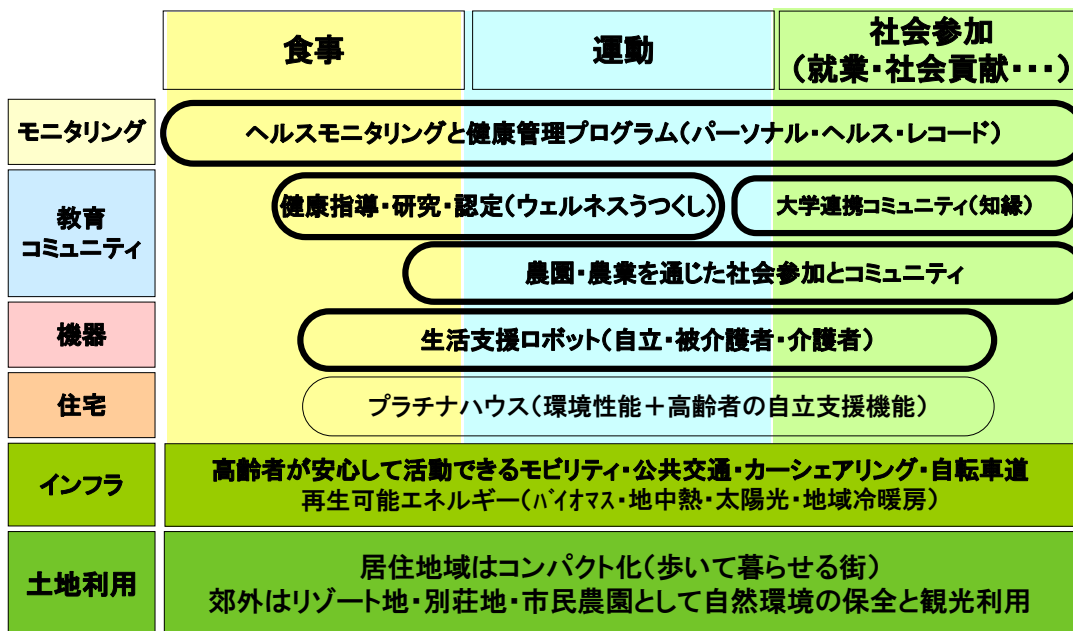 食事
運動
社会参加
（就業・社会貢献・・・）
モニタリング
ヘルスモニタリングと健康管理プログラム（パーソナル・ヘルス・レコード）
教育
コミュニティ
健康指導・研究・認定（ウェルネスうつくし）
大学連携コミュニティ（知縁）
農園・農業を通じた社会参加とコミュニティ
機器
生活支援ロボット（自立・被介護者・介護者）
住宅
プラチナハウス（環境性能＋高齢者の自立支援機能）
インフラ
高齢者が安心して活動できるモビリティ・公共交通・カーシェアリング・自転車道
再生可能エネルギー（ﾊﾞｲｵﾏｽ・地中熱・太陽光・地域冷暖房）
土地利用
居住地域はコンパクト化（歩いて暮らせる街）
郊外はリゾート地・別荘地・市民農園として自然環境の保全と観光利用